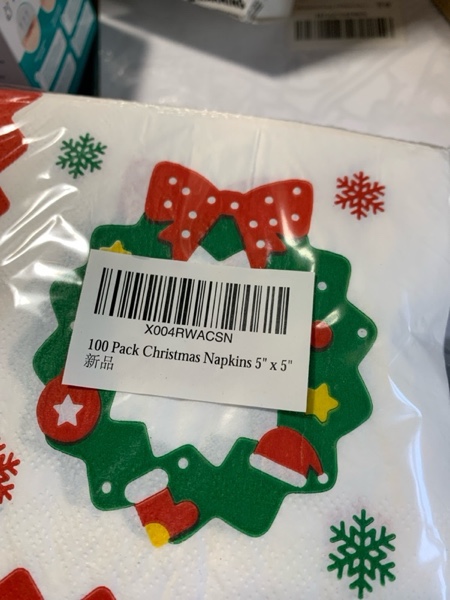 X004RWACSN
100 Pack Christmas Napkins 5" x 5"
新品